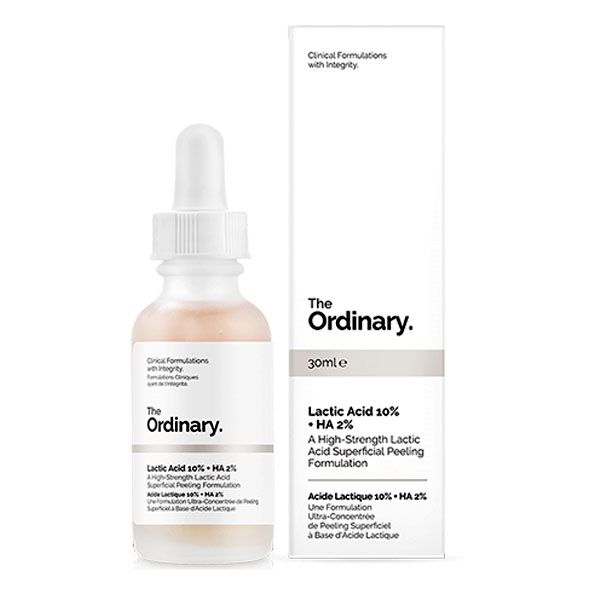 Clinical Formulations
with Integrity.
The
Ordinary.
30ml e
Lactic Acid 10%
+ HA 2%
A High-Strength Lactic
Acid Superficial Peeling
Formulation
Acide Lactique 10% + HA 2%
Une Formulation
Ultra-Concentrée
de Peeling Superficiel
à Base d'Acide Lactique
Clinical Formulations
with Integrity.
Formulations Cliniques
ayant de l'Intégrité.
The
Ordinary.
Lactic Acid 10% + HA 2%
A High-Strength Lactic Acid
Superficial Peeling Formulation
Acide Lactique 10% + HA 2%
Une Formulation Ultra-Concentrée de Peeling
Superficiel à Base d'Acide Lactique